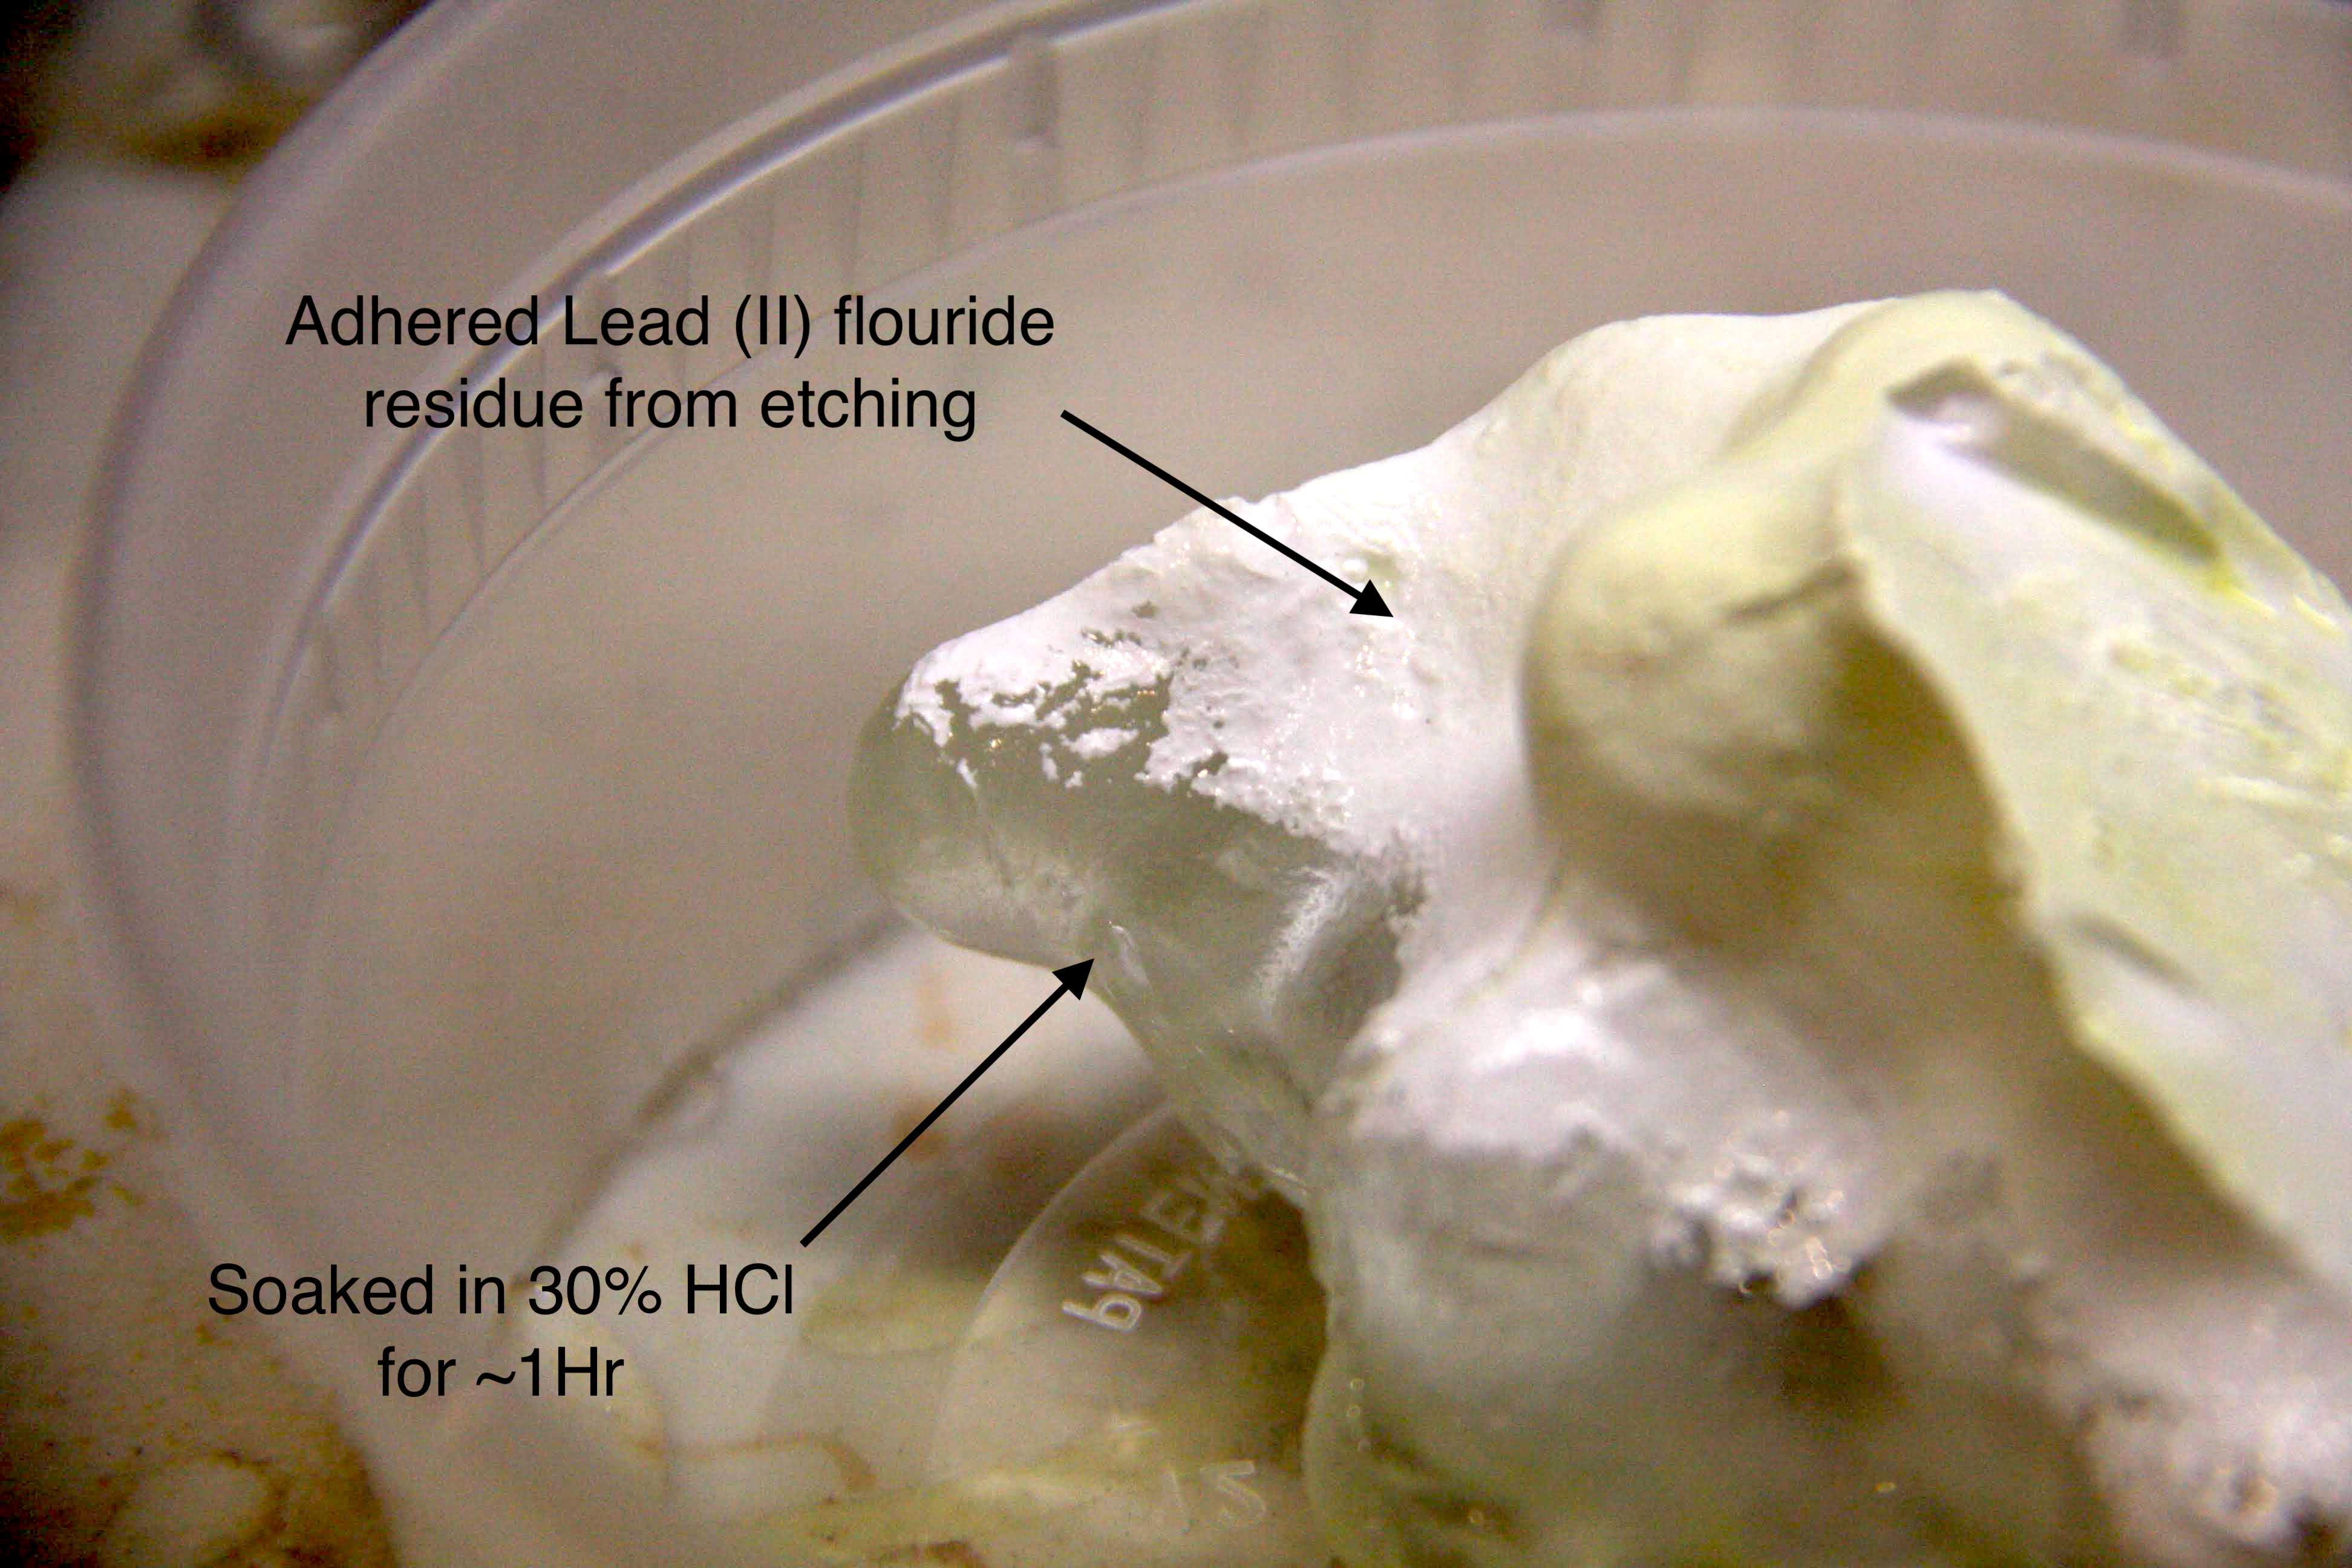 Adhered Lead (II) flouride
residue from etching
Soaked in 30% HCl
for ~1Hr